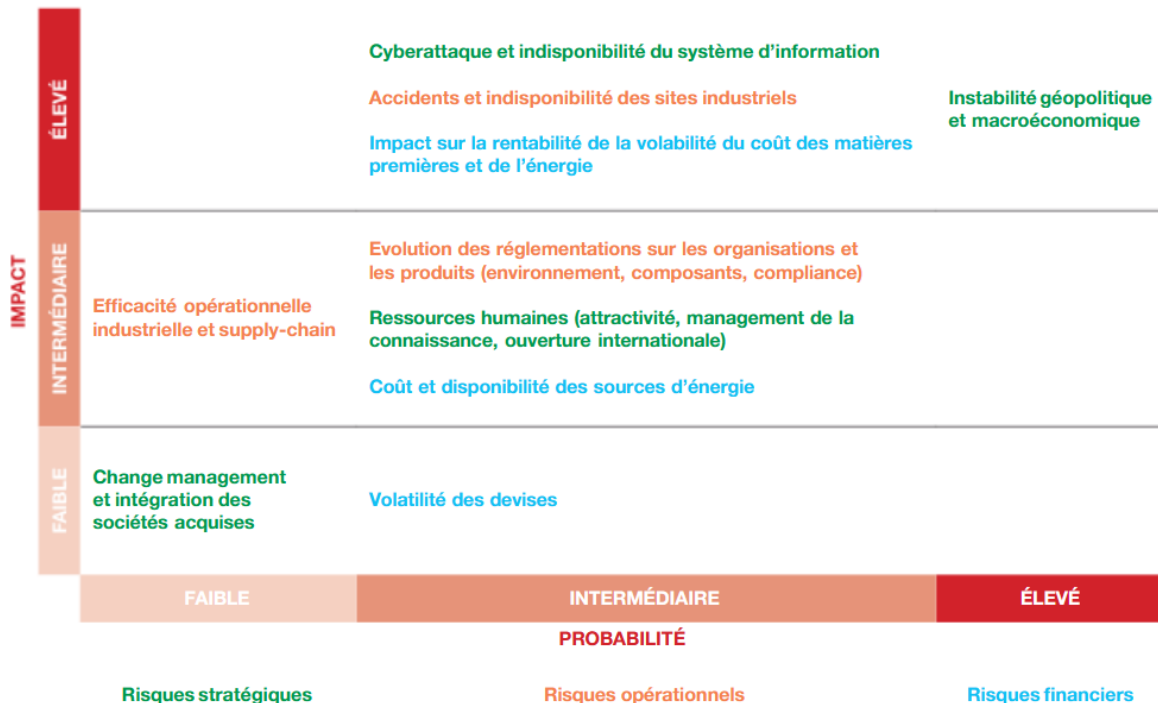 IMPACT
ÉLEVÉ
Cyberattaque et indisponibilité du système d’information
Accidents et indisponibilité des sites industriels
Impact sur la rentabilité de la volabilité du coût des matières
premières et de l’énergie
Instabilité géopolitique
et macroéconomique
INTERMÉDIAIRE
Efficacité opérationnelle
industrielle et supply-chain
Evolution des réglementations sur les organisations et
les produits (environnement, composants, compliance)
Ressources humaines (attractivité, management de la
connaissance, ouverture internationale)
Coût et disponibilité des sources d’énergie
FAIBLE
Change management
et intégration des
sociétés acquises
Volatilité des devises
FAIBLE
INTERMÉDIAIRE
ÉLEVÉ
PROBABILITÉ
Risques stratégiques
Risques opérationnels
Risques financiers